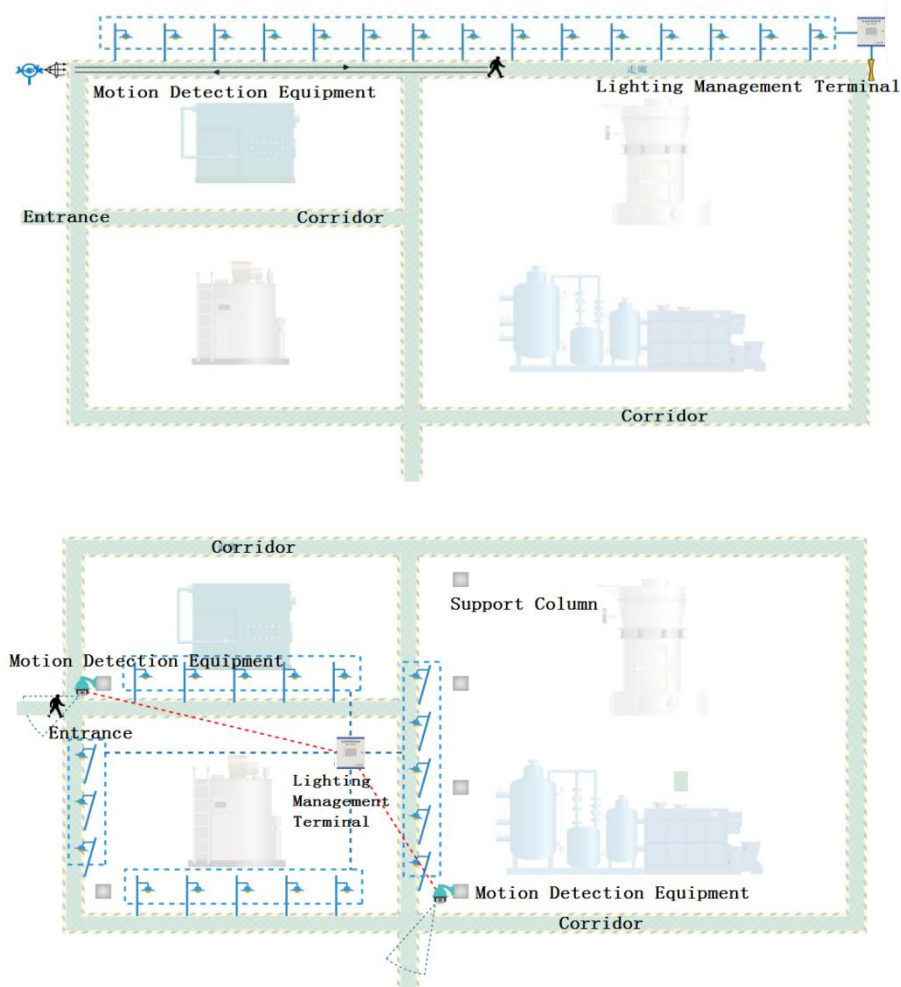 走廊
Motion Detection Equipment
Lighting Management Terminal
Entrance
Corridor
Corridor
Corridor
Support Column
Motion Detection Equipment
Entrance
Lighting
Management
Terminal
Motion Detection Equipment
Corridor